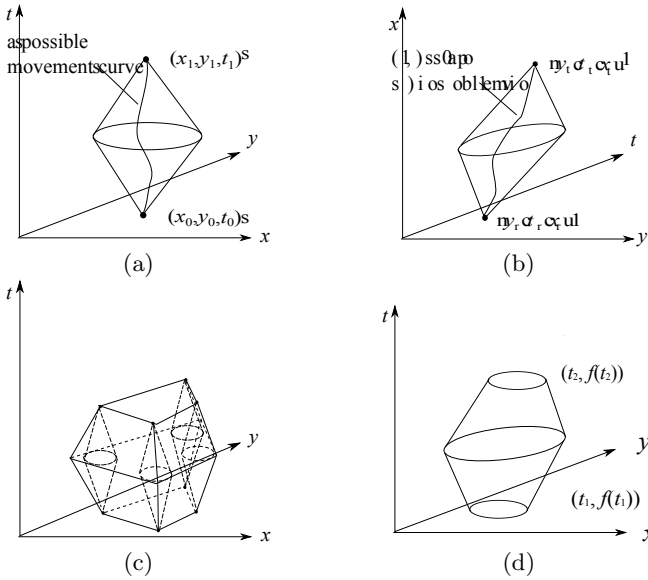 t
aspossible
movementscurve
(x₁,y₁,t₁)s
y
(x₀,y₀,t₀)s
x
(a)
x
t
y
(b)
t
y
x
(c)
t
(t₂, f(t₂))
y
(t₁, f(t₁))
x
(d)